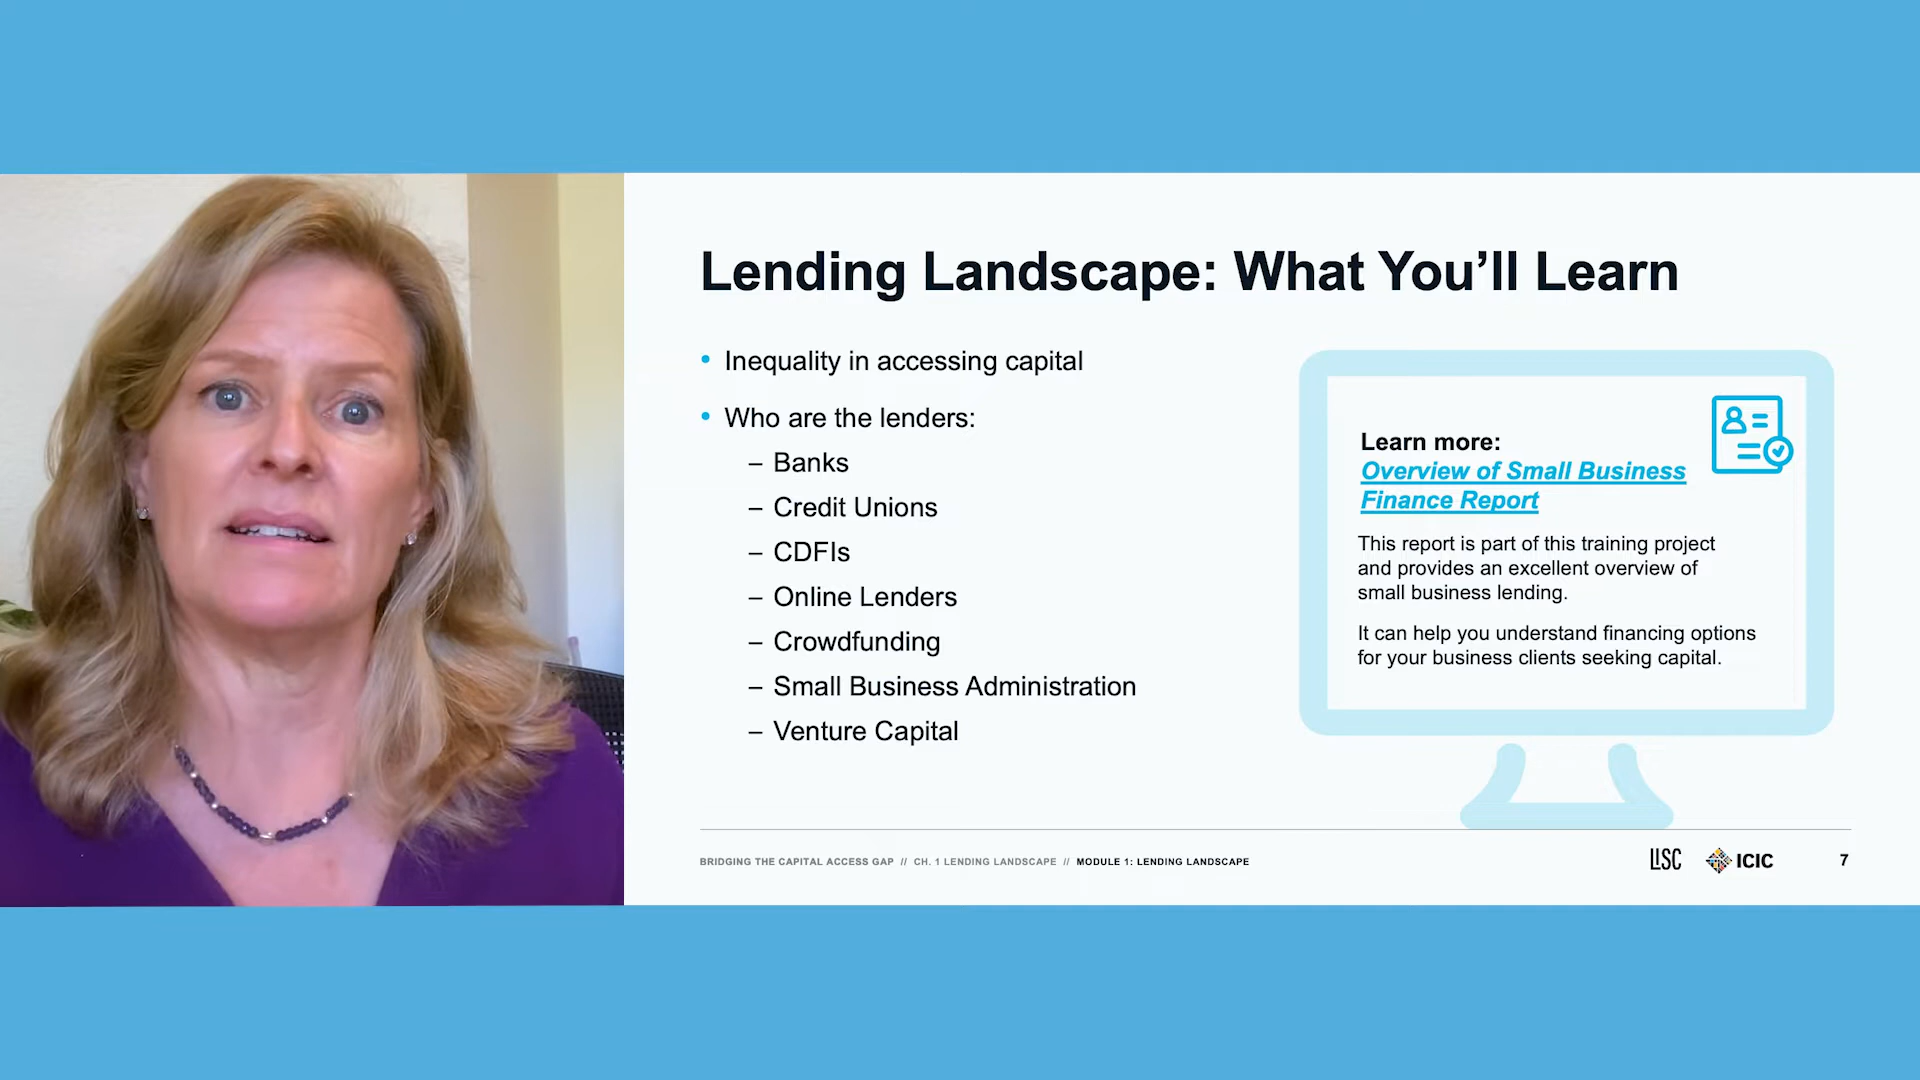 Lending Landscape: What You’ll Learn
• Inequality in accessing capital
• Who are the lenders:
– Banks
– Credit Unions
– CDFIs
– Online Lenders
– Crowdfunding
– Small Business Administration
– Venture Capital
Learn more:
Overview of Small Business
Finance Report
This report is part of this training project
and provides an excellent overview of
small business lending.
It can help you understand financing options
for your business clients seeking capital.
BRIDGING THE CAPITAL ACCESS GAP // CH. 1 LENDING LANDSCAPE // MODULE 1: LENDING LANDSCAPE
LISC
ICIC
7